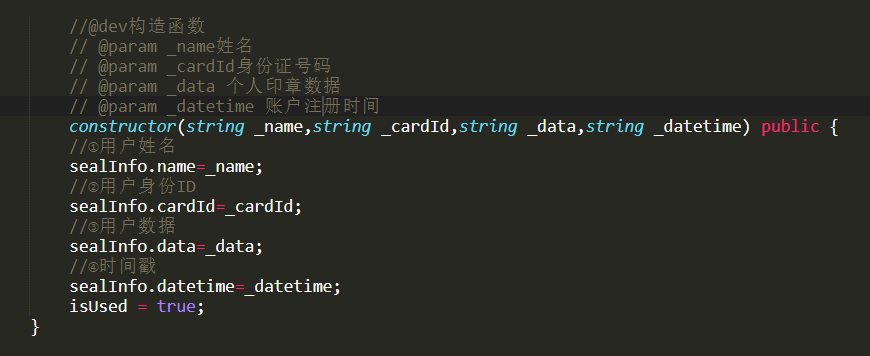 //@dev构造函数
// @param _name姓名
// @param _cardId身份证号码
// @param _data 个人印章数据
// @param _datetime 账户注册时间
constructor(string _name,string _cardId,string _data,string _datetime) public {
//①用户姓名
sealInfo.name=_name;
//②用户身份ID
sealInfo.cardId=_cardId;
//③用户数据
sealInfo.data=_data;
//④时间戳
sealInfo.datetime=_datetime;
isUsed = true;
}